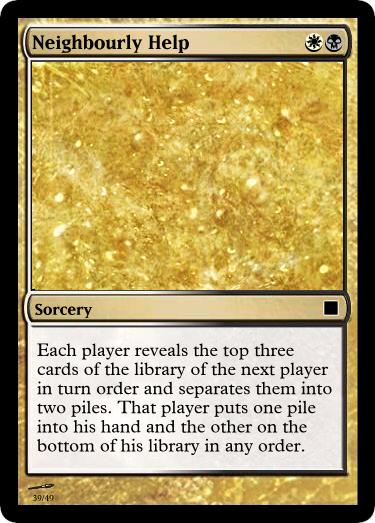 Neighbourly Help
Sorcery
Each player reveals the top three
cards of the library of the next player
in turn order and separates them into
two piles. That player puts one pile
into his hand and the other on the
bottom of his library in any order.
39/49